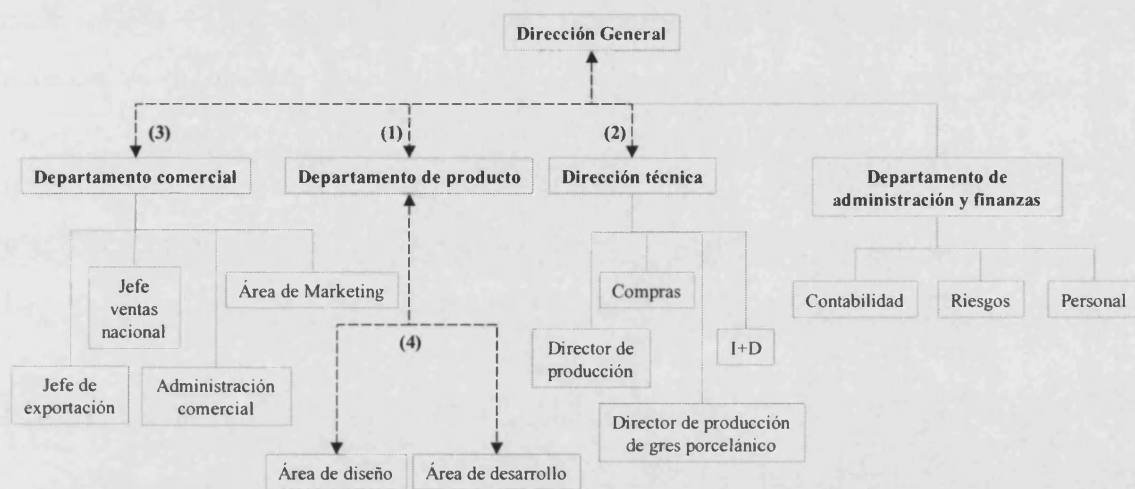 Dirección General
(3)
(1)
(2)
Departamento comercial
Departamento de producto
Dirección técnica
Departamento de
administración y finanzas
Jefe
ventas
nacional
Área de Marketing
Compras
Contabilidad
Riesgos
Personal
(4)
Director de
producción
I+D
Jefe de
exportación
Administración
comercial
Director de producción
de gres porcelánico
Área de diseño
Área de desarrollo